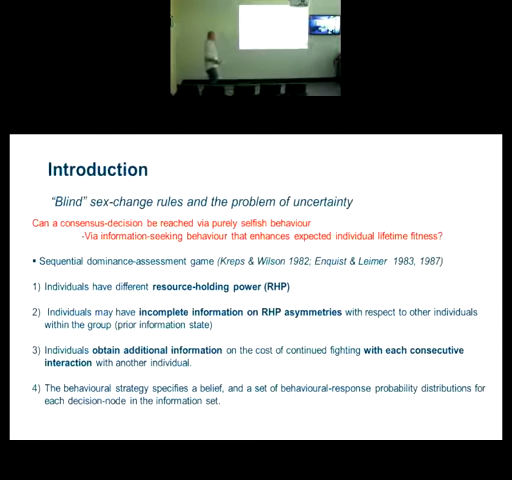 Introduction
“Blind” sex-change rules and the problem of uncertainty
Can a consensus-decision be reached via purely selfish behaviour
-Via information-seeking behaviour that enhances expected individual lifetime fitness?
▪ Sequential dominance-assessment game (Kreps & Wilson 1982; Enquist & Leimer 1983, 1987)
1) Individuals have different resource-holding power (RHP)
2) Individuals may have incomplete information on RHP asymmetries with respect to other individuals
within the group (prior information state)
3) Individuals obtain additional information on the cost of continued fighting with each consecutive
interaction with another individual.
4) The behavioural strategy specifies a belief, and a set of behavioural-response probability distributions for
each decision-node in the information set.